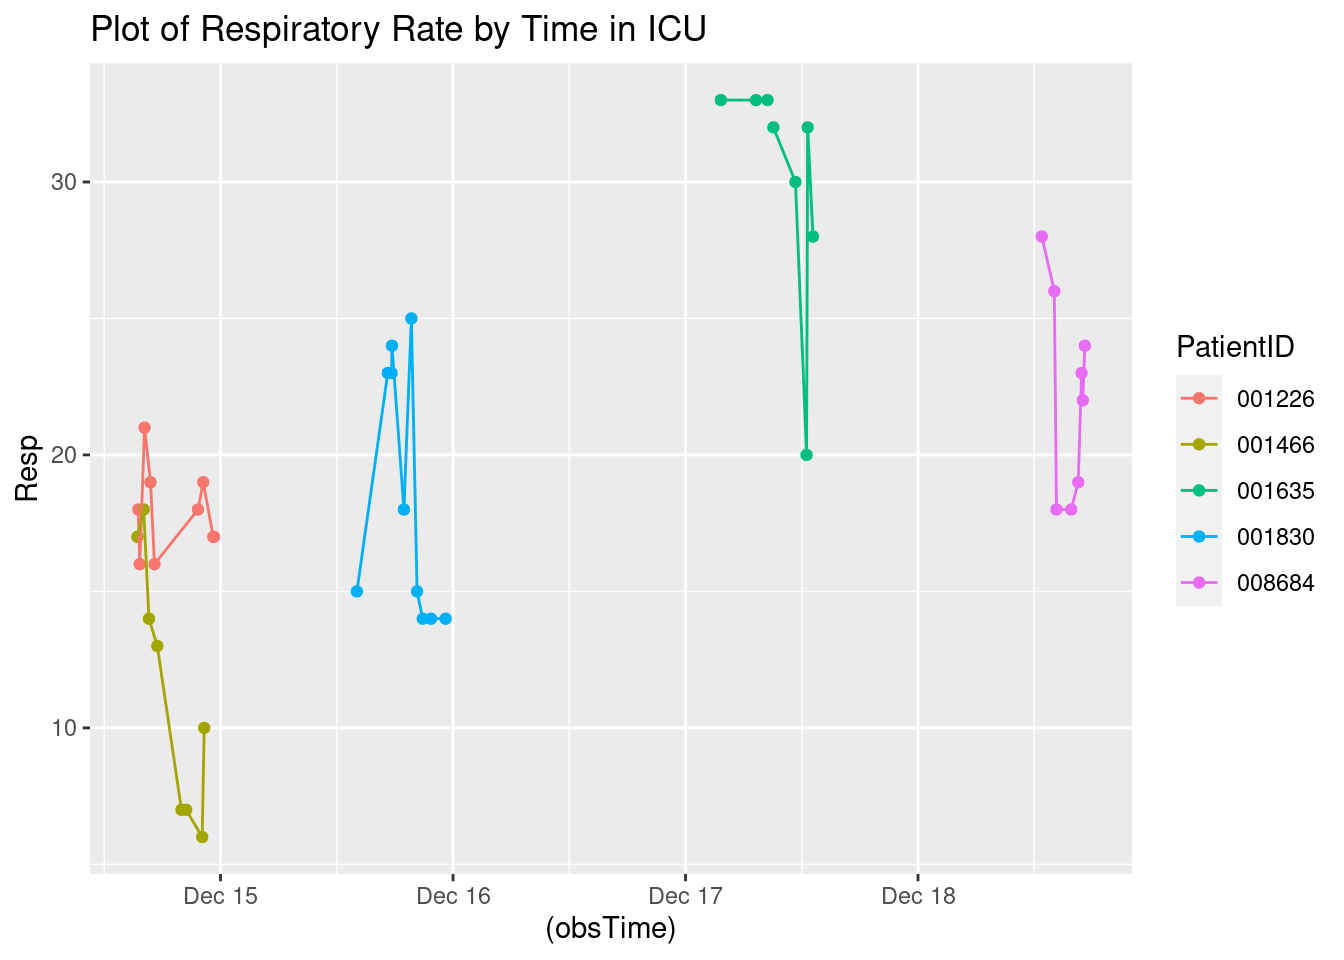 Plot of Respiratory Rate by Time in ICU
30
20
10
Resp
Dec 15
Dec 16
Dec 17
Dec 18
(obsTime)
PatientID
001226
001466
001635
001830
008684